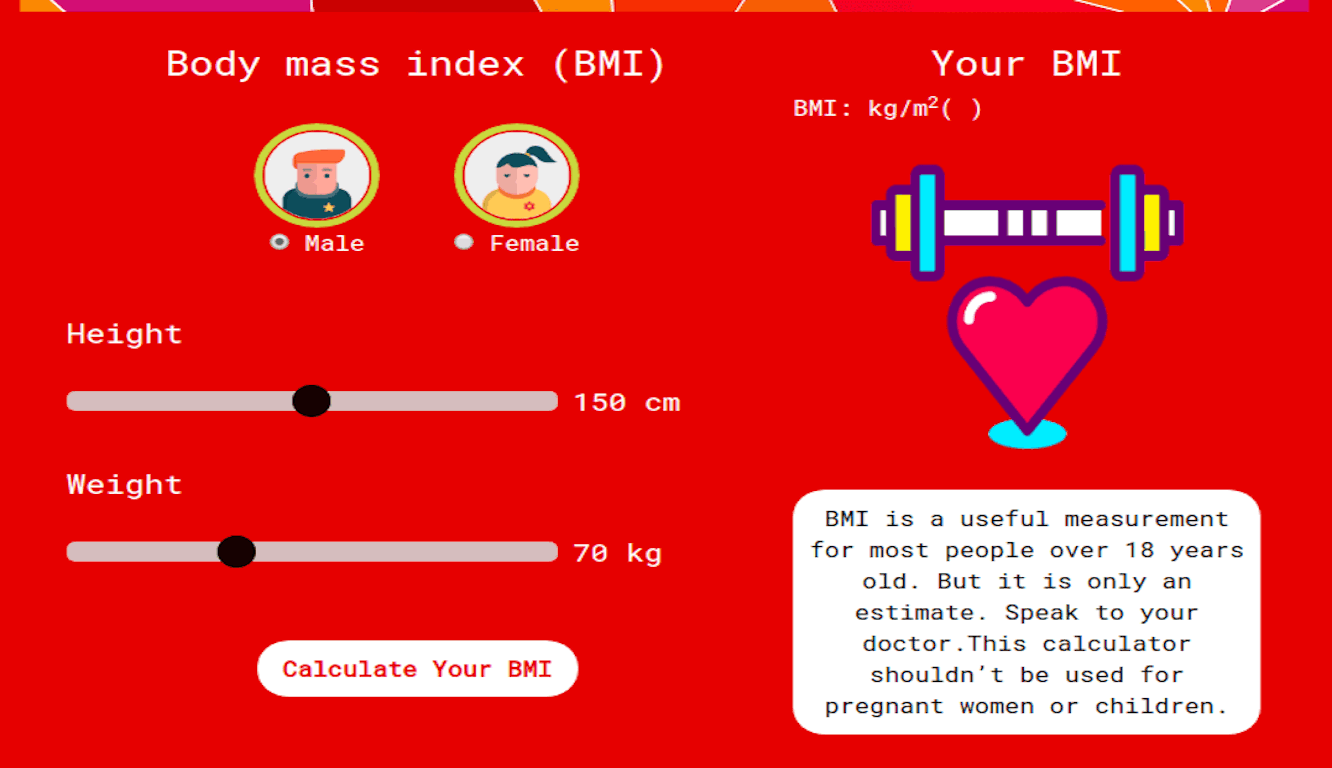 Body mass index (BMI)
Male
Female
Height
150 cm
Weight
70 kg
Calculate Your BMI
Your BMI
BMI: kg/m²( )
BMI is a useful measurement
for most people over 18 years
old. But it is only an
estimate. Speak to your
doctor.This calculator
shouldn’t be used for
pregnant women or children.